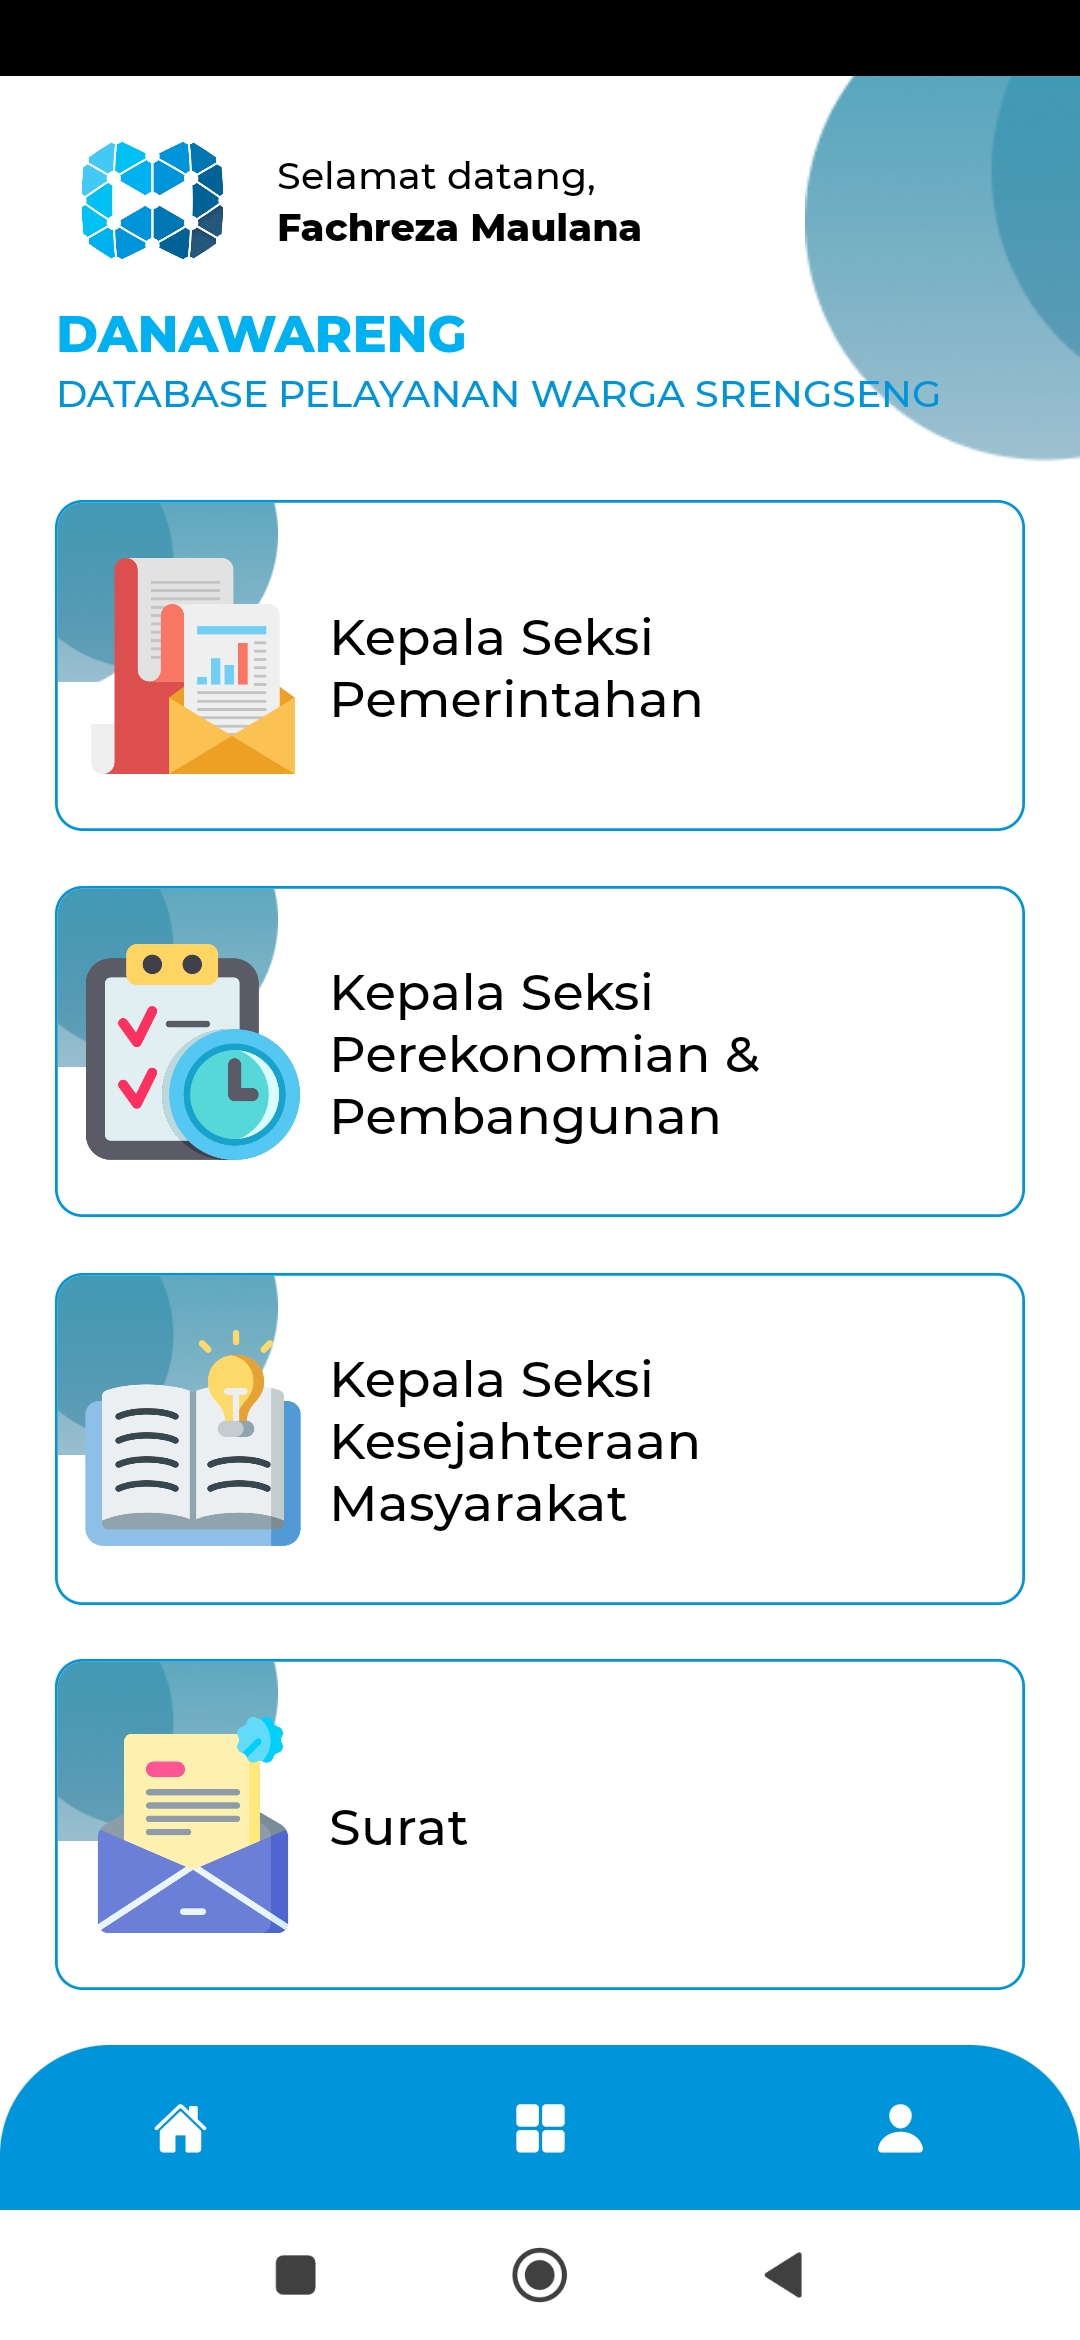 Selamat datang,
Fachreza Maulana
DANAWARENG
DATABASE PELAYANAN WARGA SRENGSENG
Kepala Seksi
Pemerintahan
Kepala Seksi
Perekonomian &
Pembangunan
Kepala Seksi
Kesejahteraan
Masyarakat
Surat